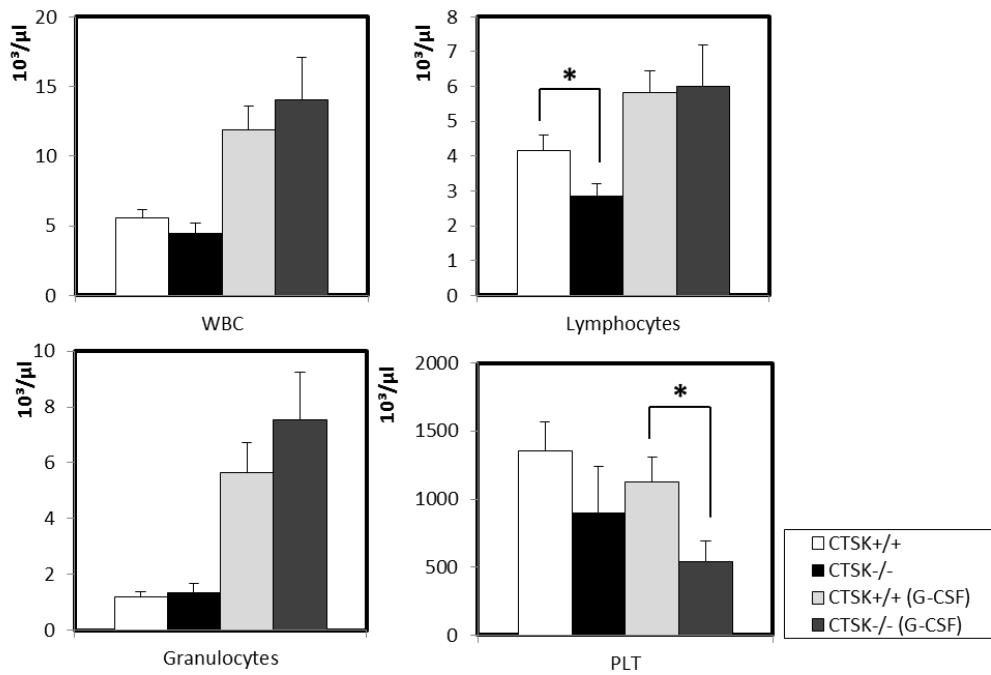 10³/µl
20
15
10
5
0
WBC
10³/µl
8
7
6
5
4
3
2
1
0
*
Lymphocytes
10³/µl
10
8
6
4
2
0
Granulocytes
10³/µl
2000
1500
1000
500
0
*
PLT
CTSK+/+
CTSK-/-
CTSK+/+ (G-CSF)
CTSK-/- (G-CSF)